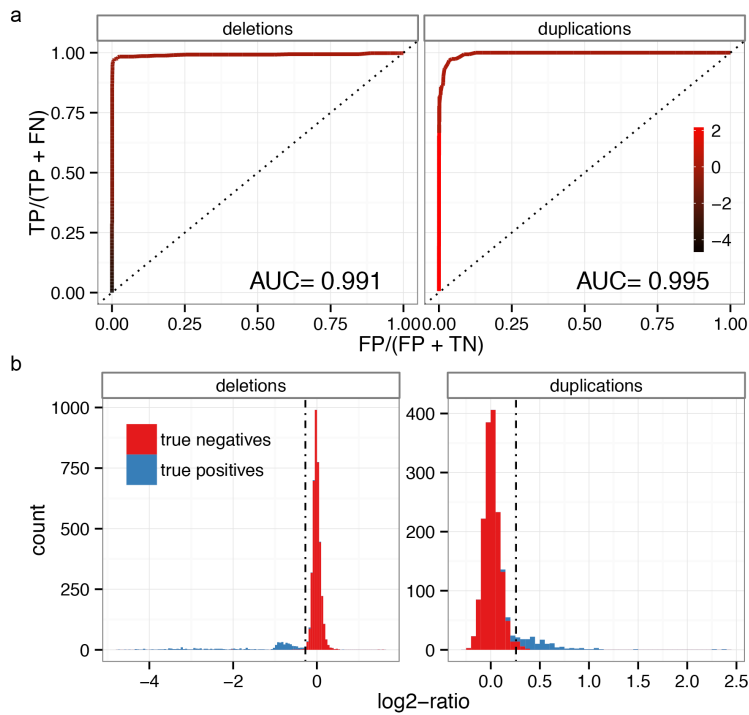 a
deletions
duplications
1.00
0.75
0.50
0.25
0.00
TP/(TP + FN)
2
0
−2
−4
AUC= 0.991
AUC= 0.995
0.00 0.25 0.50 0.75 1.00
0.00 0.25 0.50 0.75 1.00
FP/(FP + TN)
b
deletions
duplications
1000
750
500
250
0
count
true negatives
true positives
400
300
200
100
0
−4 −2 0
0.0 0.5 1.0 1.5 2.0 2.5
log2−ratio